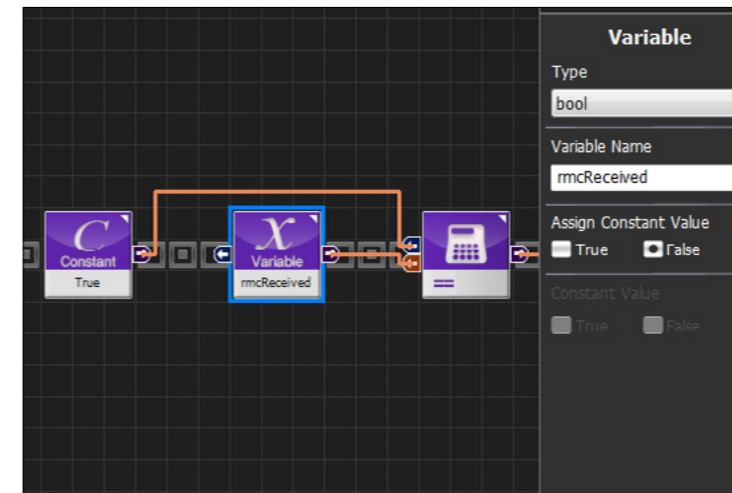 Variable
Type
bool
Variable Name
rmcReceived
Assign Constant Value
True False
Constant Value
True False
C
Constant
True
X
Variable
rmcReceived
==